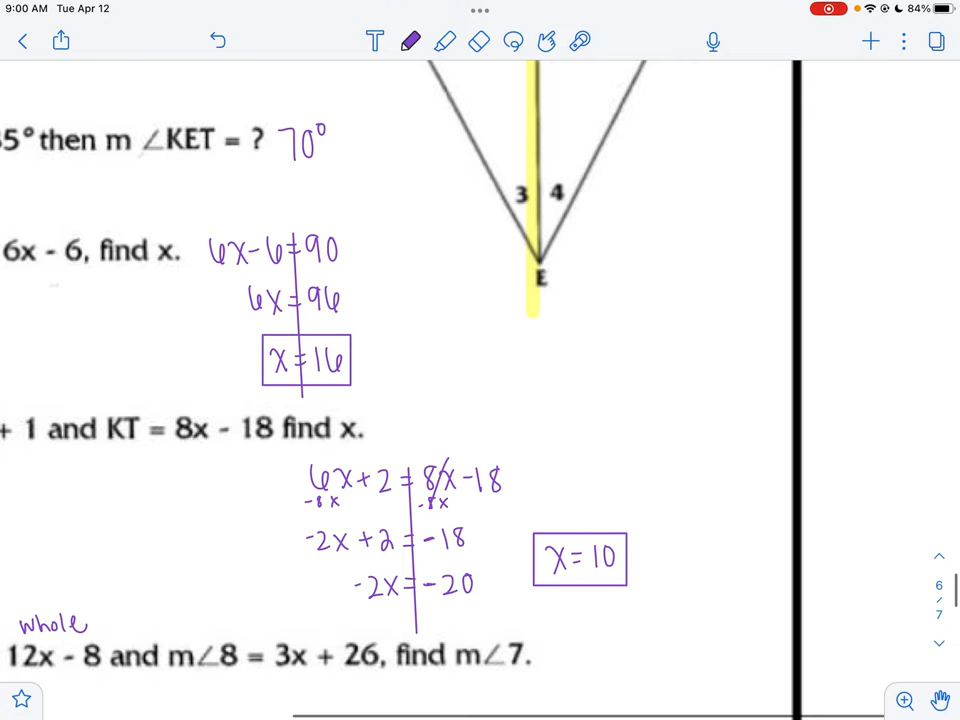 9:00 AM Tue Apr 12
84%
T
5° then m ∠KET = ? 70°
3 4
6x - 6, find x. 6x-6=90
E
6x=96
x=16
+ 1 and KT = 8x - 18 find x.
6x+2=8x-18
-8x -8x
-2x+2=-18
x=10
-2x=-20
6
/
7
whole
12x - 8 and m∠8 = 3x + 26, find m∠7.